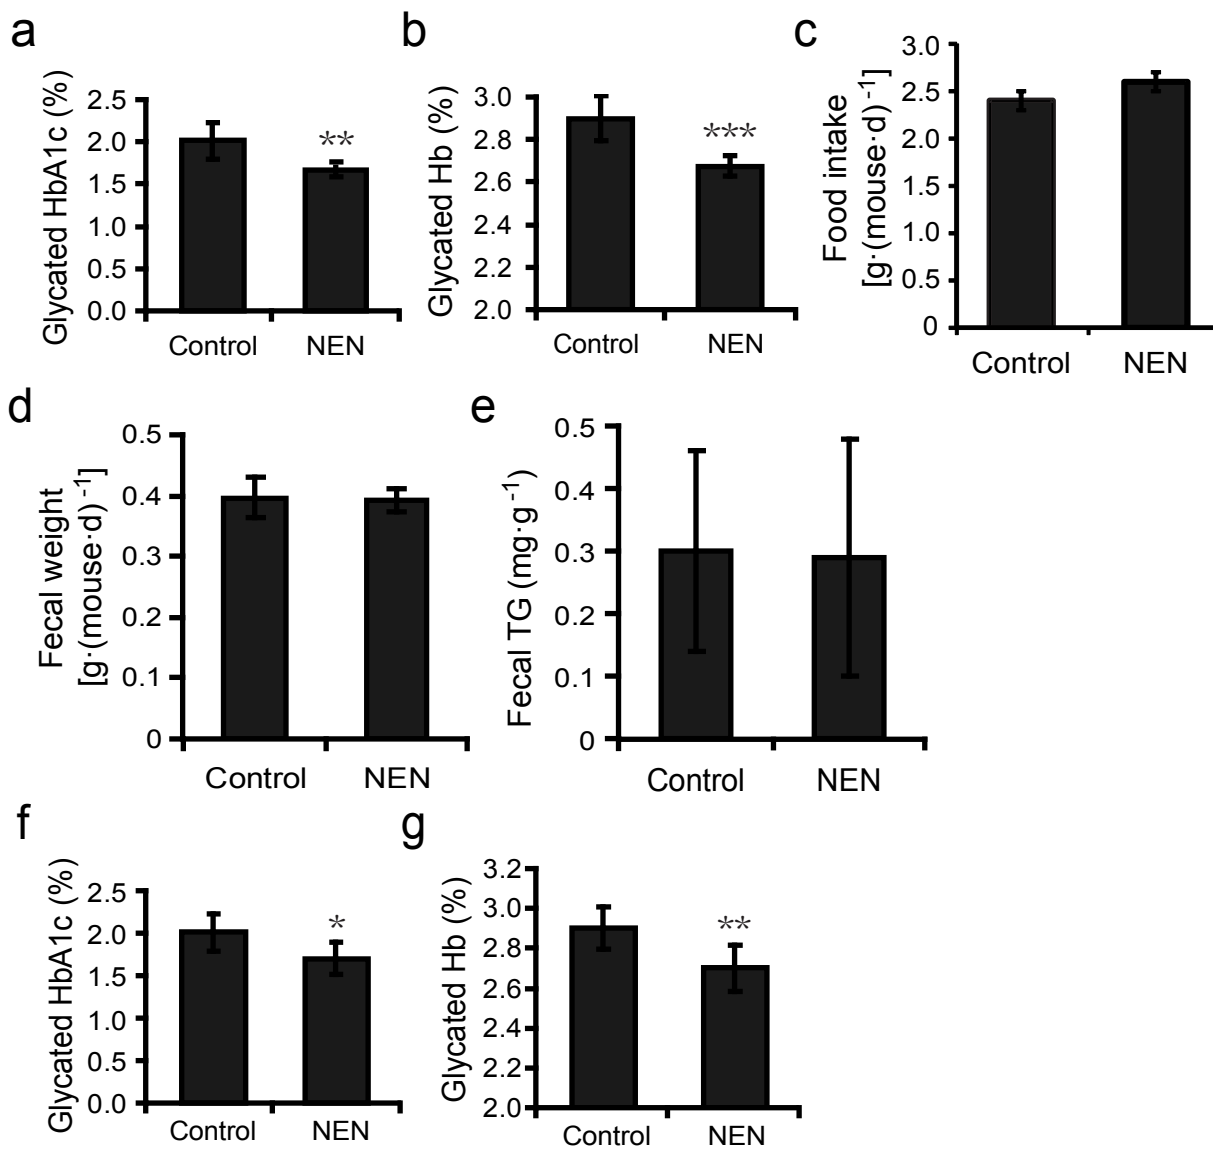 a
Glycated HbA1c (%)
2.5
2.0
1.5
1.0
0.5
0.0
**
Control NEN
b
Glycated Hb (%)
3.0
2.8
2.6
2.4
2.2
2.0
***
Control NEN
c
Food intake
[g·(mouse·d)⁻¹]
3.0
2.5
2.0
1.5
1.0
0.5
0
Control NEN
d
Fecal weight
[g·(mouse·d)⁻¹]
0.5
0.4
0.3
0.2
0.1
0
Control NEN
e
Fecal TG (mg·g⁻¹)
0.5
0.4
0.3
0.2
0.1
0
Control NEN
f
Glycated HbA1c (%)
2.5
2.0
1.5
1.0
0.5
0.0
*
Control NEN
g
Glycated Hb (%)
3.2
3.0
2.8
2.6
2.4
2.2
2.0
**
Control NEN